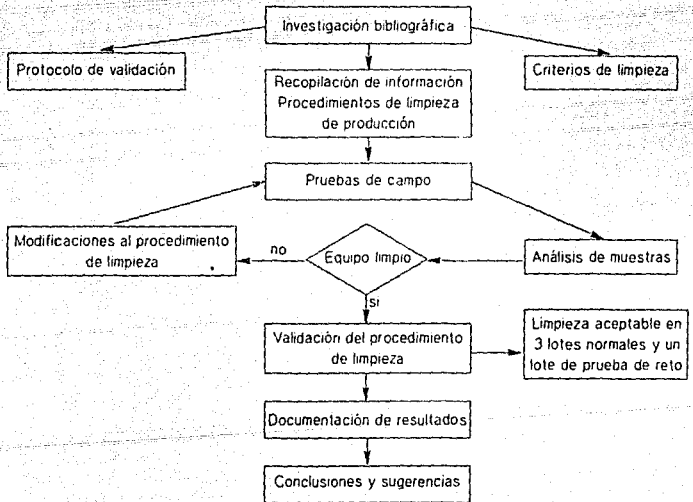 Investigación bibliográfica
Protocolo de validación
Criterios de limpieza
Recopilación de información
Procedimientos de limpieza
de producción
Pruebas de campo
Modificaciones al procedimiento
de limpieza
no
Equipo limpio
Análisis de muestras
si
Validación del procedimiento
de limpieza
Limpieza aceptable en
3 lotes normales y un
lote de prueba de reto
Documentación de resultados
Conclusiones y sugerencias